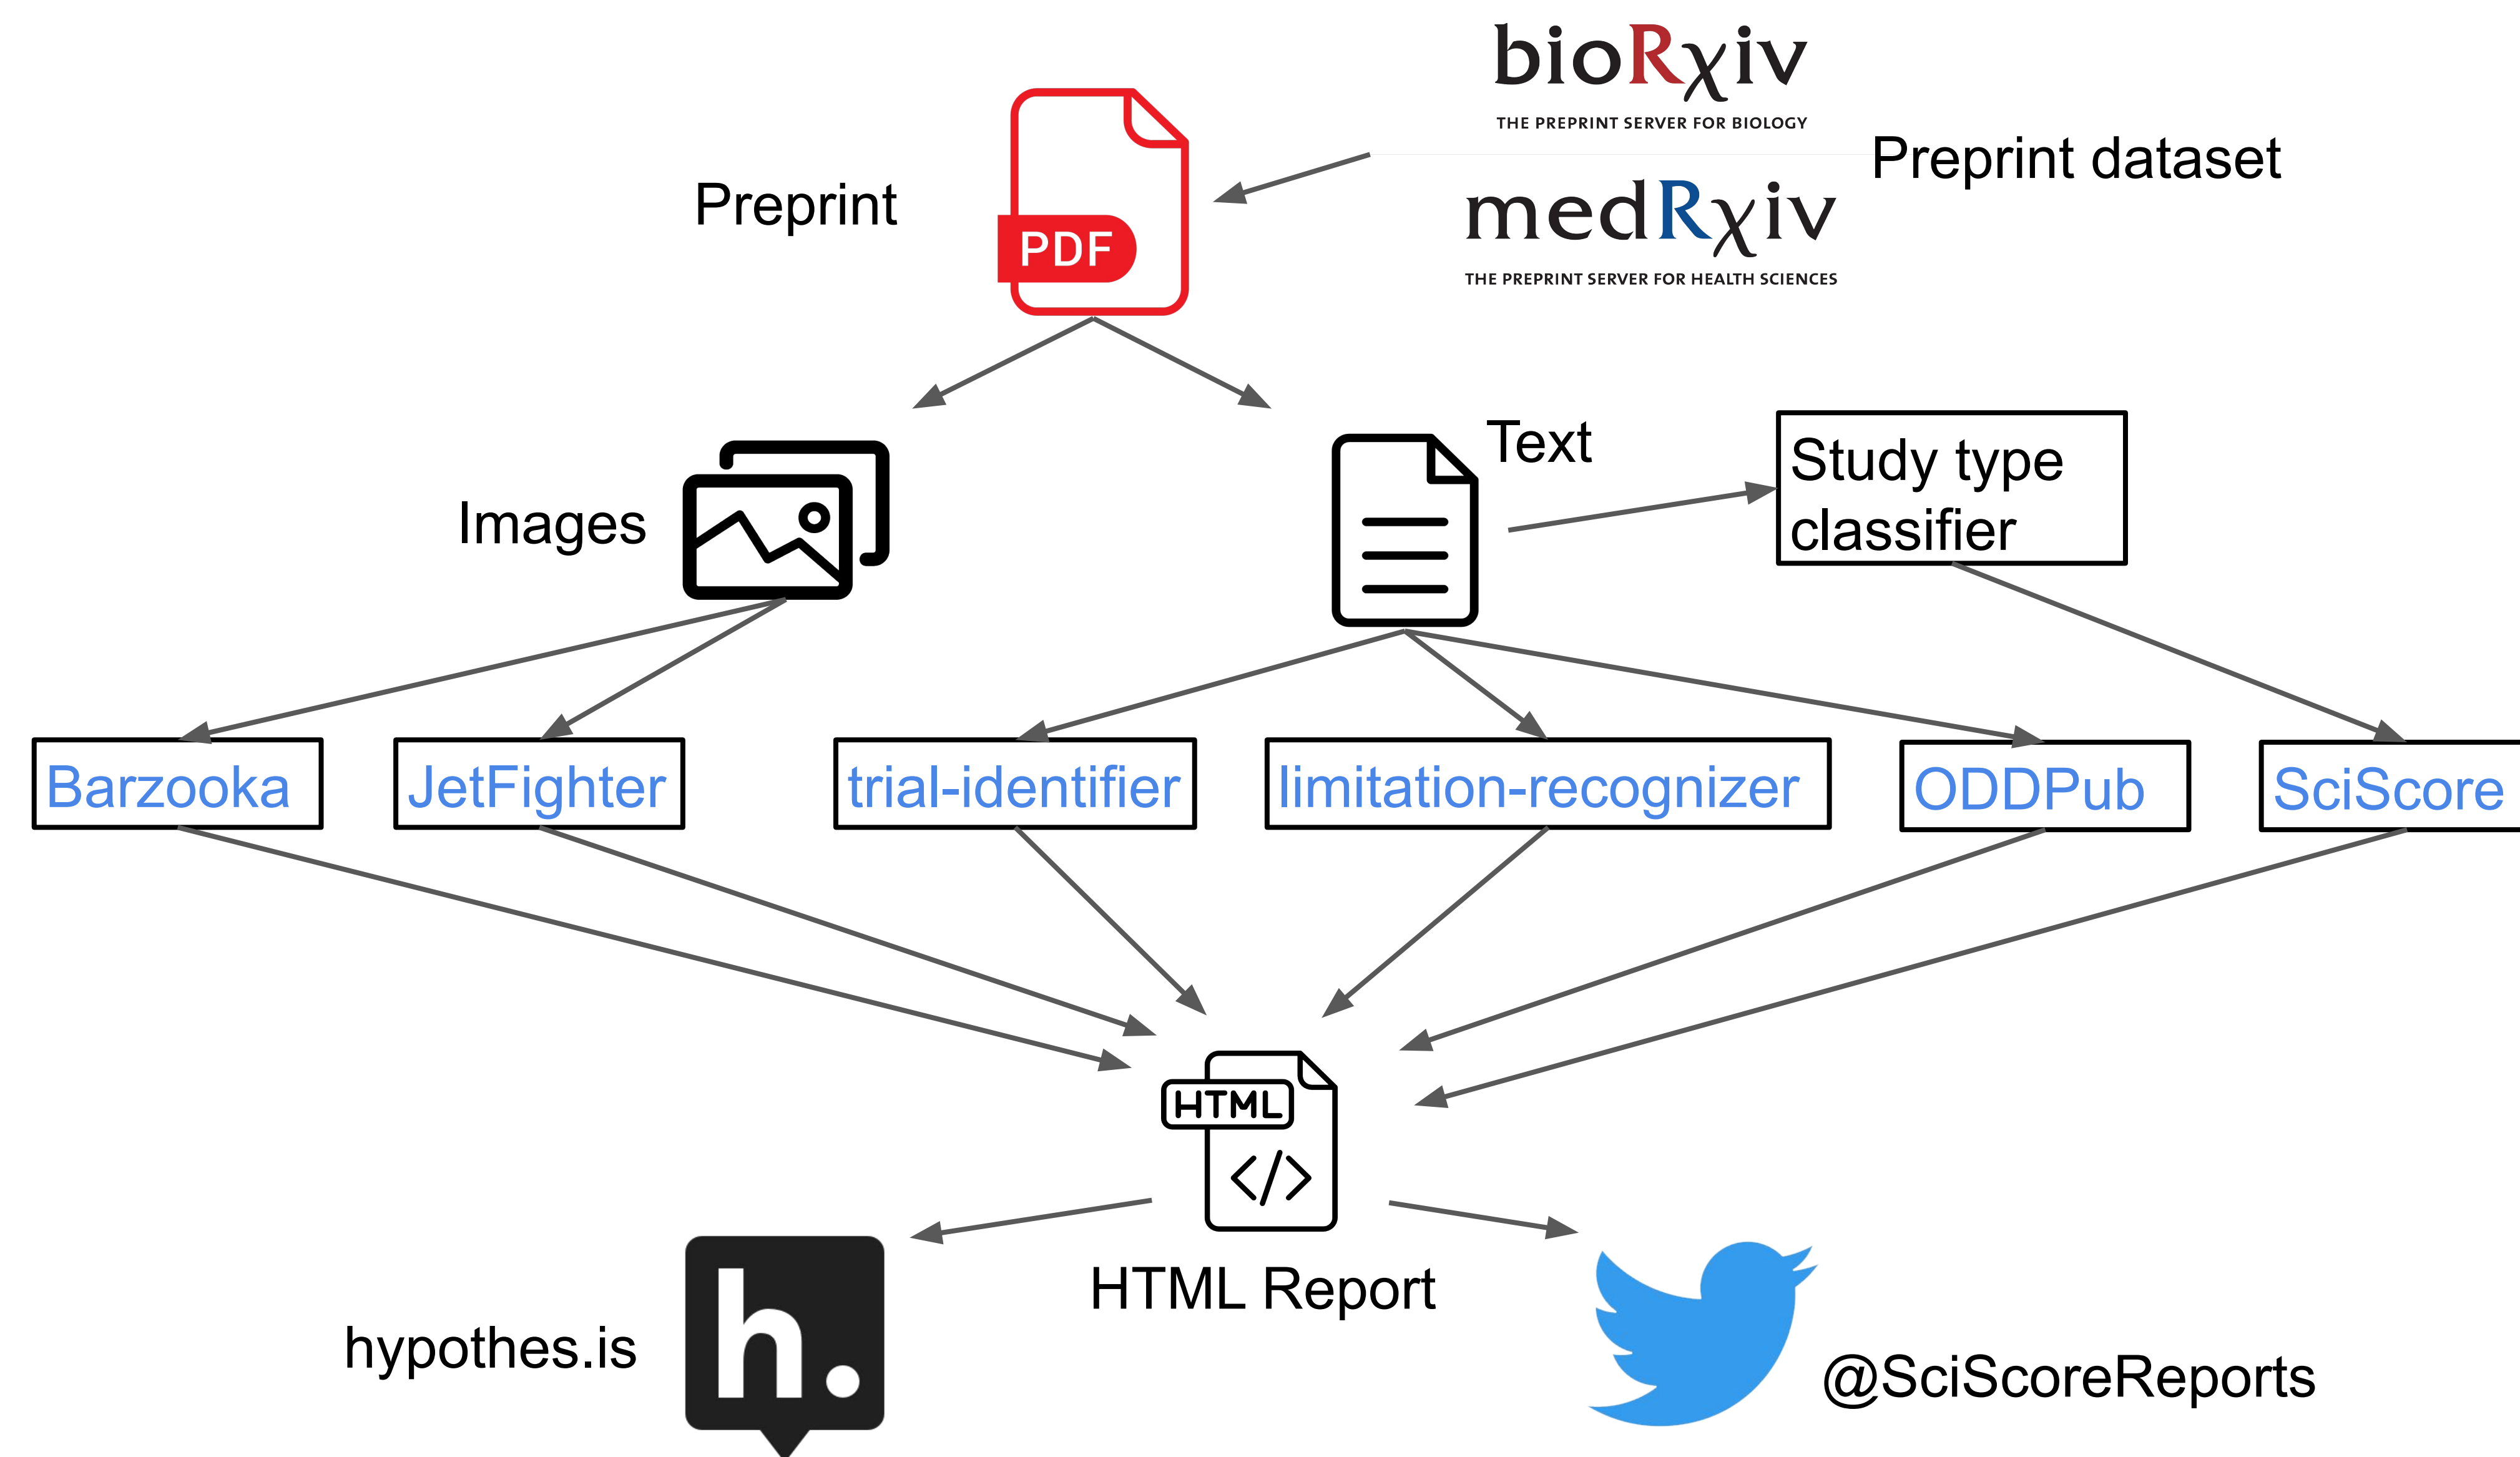 bioRχiv
THE PREPRINT SERVER FOR BIOLOGY
Preprint dataset
Preprint
PDF
medRχiv
THE PREPRINT SERVER FOR HEALTH SCIENCES
Text
Study type
classifier
Images
Barzooka
JetFighter
trial-identifier
limitation-recognizer
ODDPub
SciScore
HTML
</>
HTML Report
h.
hypothes.is
@SciScoreReports